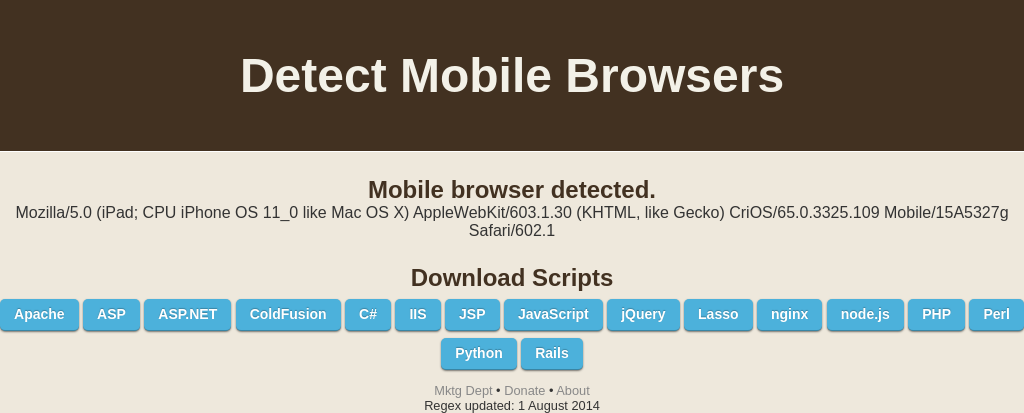 Detect Mobile Browsers
Mobile browser detected.
Mozilla/5.0 (iPad; CPU iPhone OS 11_0 like Mac OS X) AppleWebKit/603.1.30 (KHTML, like Gecko) CriOS/65.0.3325.109 Mobile/15A5327g
Safari/602.1
Download Scripts
Apache ASP ASP.NET ColdFusion C# IIS JSP JavaScript jQuery Lasso nginx node.js PHP Perl
Python Rails
Mktg Dept • Donate • About
Regex updated: 1 August 2014